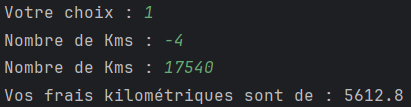 Votre choix : 1
Nombre de Kms : -4
Nombre de Kms : 17540
Vos frais kilométriques sont de : 5612.8